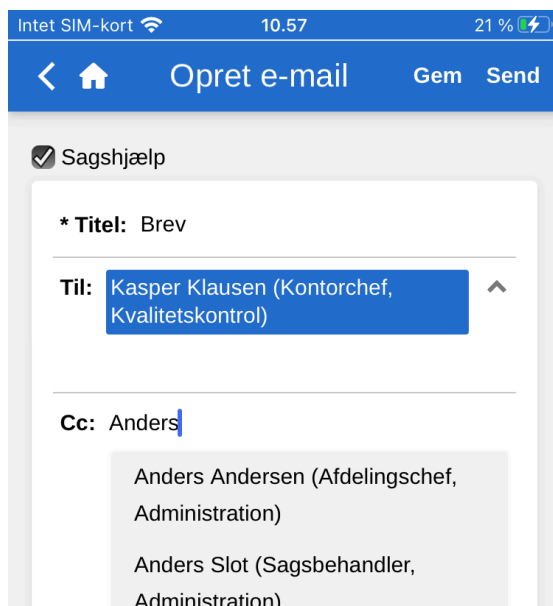 Intet SIM-kort 10.57 21 %
Opret e-mail Gem Send
Sagshjælp
* Titel: Brev
Til: Kasper Klausen (Kontorchef,
Kvalitetskontrol)
Cc: Anders
Anders Andersen (Afdelingschef,
Administration)
Anders Slot (Sagsbehandler,
Administration)